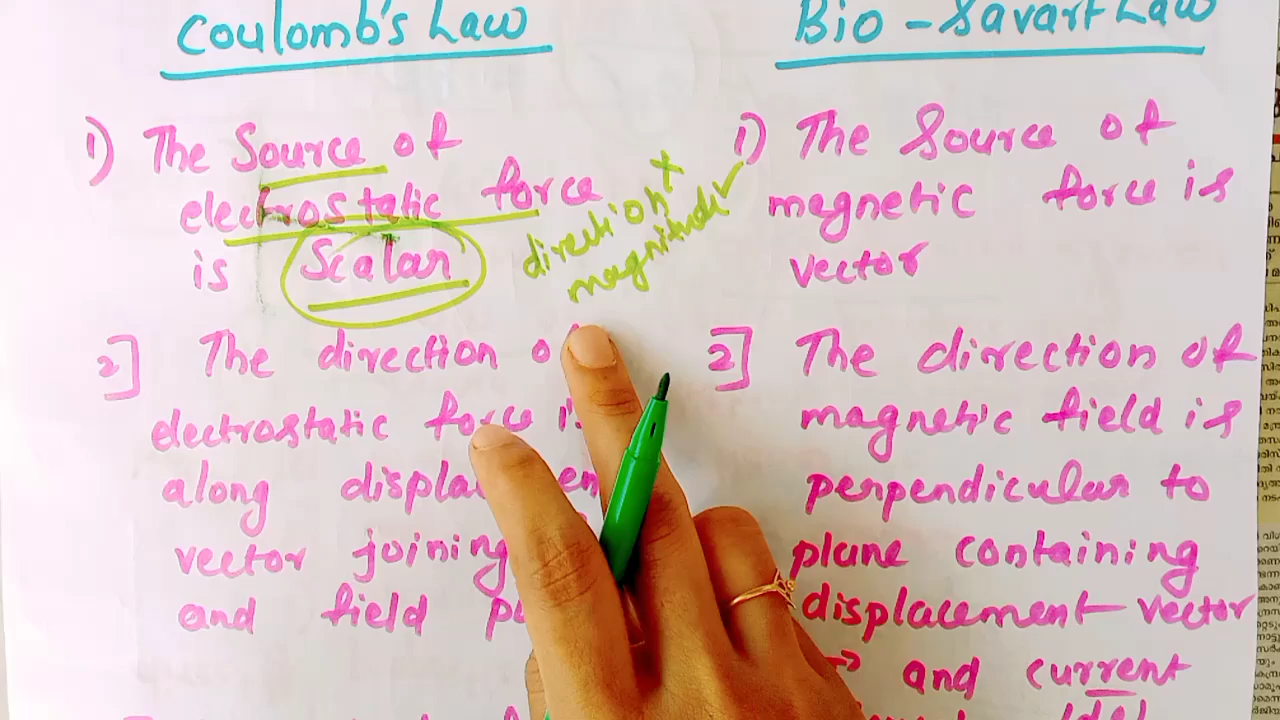 Coulomb's Law
1) The Source of
electrostatic force
is Scalar
direction x
magnitude ✓
2] The direction
electrostatic force
along
vector joining
and field
Bio - Savart Law
1) The Source of
magnetic force is
vector
2] The direction of
magnetic field is
perpendicular to
plane containing
displacement vector
and current